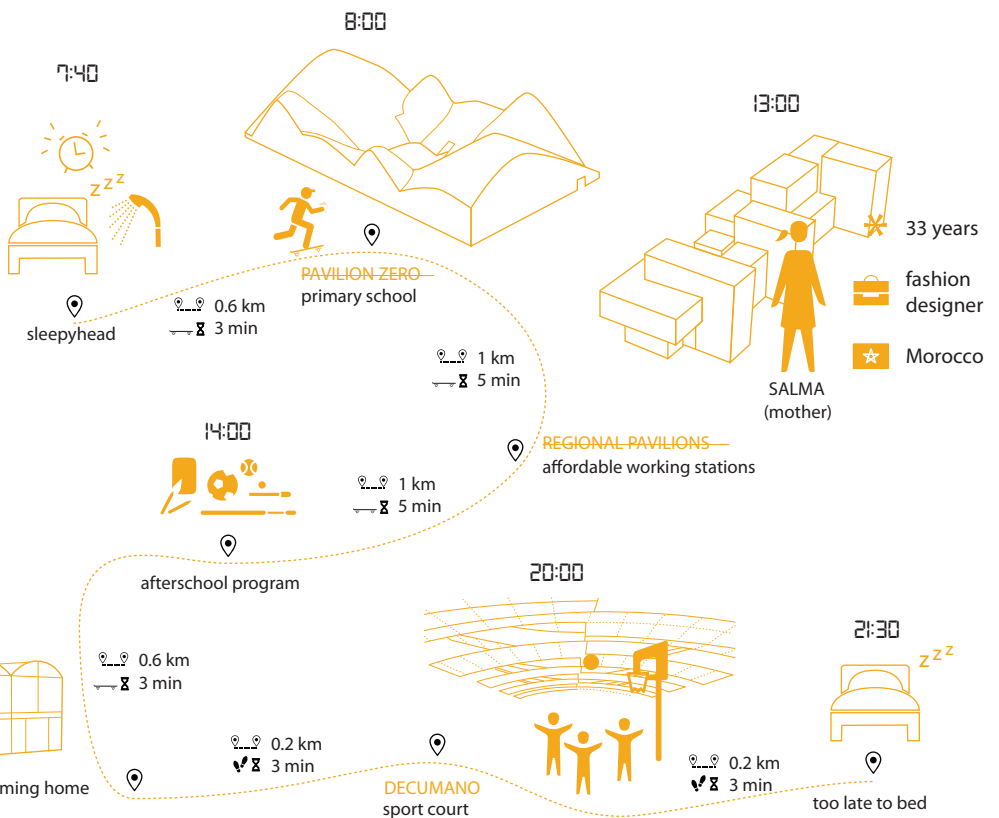 8:00
7:40
13:00
z z z
33 years
fashion
designer
Morocco
SALMA
(mother)
PAVILION ZERO
primary school
sleepyhead
0.6 km
3 min
1 km
5 min
REGIONAL PAVILIONS
affordable working stations
14:00
1 km
5 min
afterschool program
20:00
21:30
z z z
0.6 km
3 min
0.2 km
3 min
DECUMANO
sport court
0.2 km
3 min
too late to bed
ming home